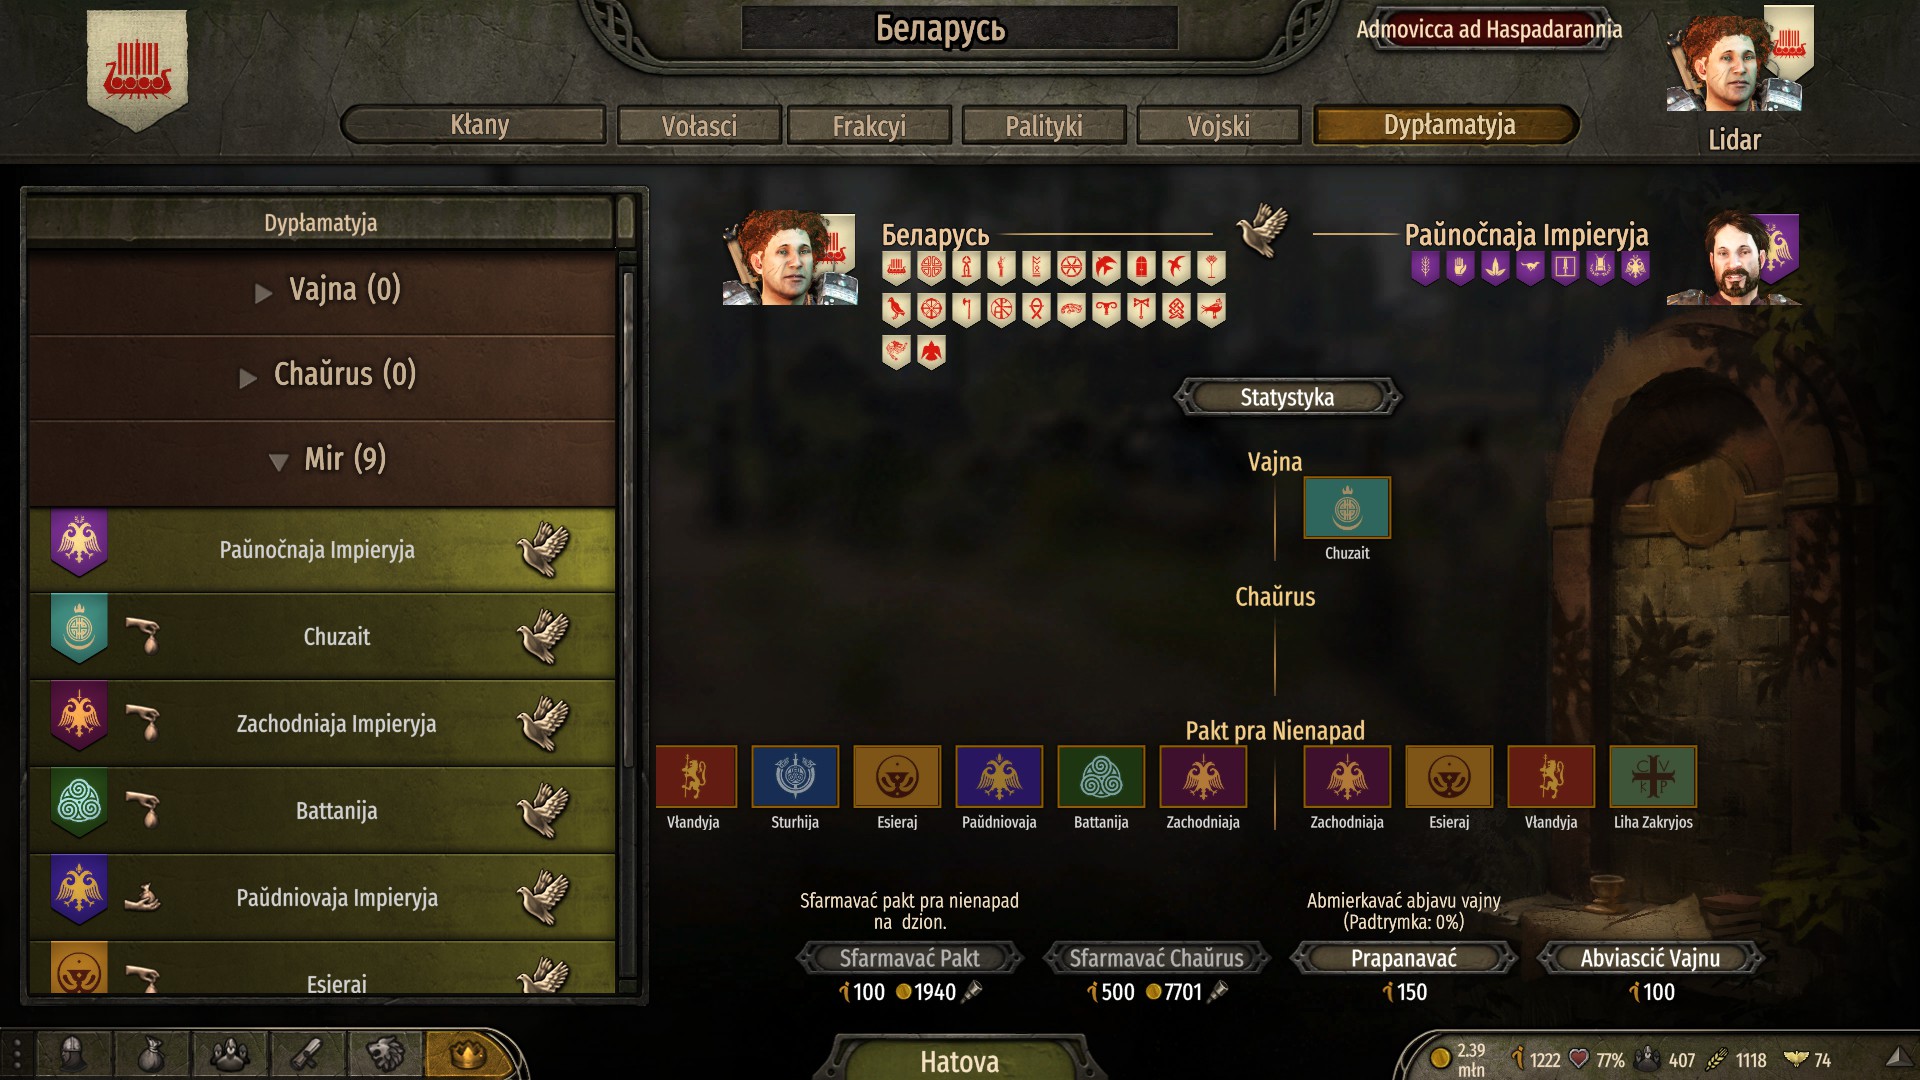 Беларусь
Admovicca ad Haspadarannia
Kłany
Vołasci
Frakcyi
Palityki
Vojski
Dypłamatyja
Lidar
Dypłamatyja
Vajna (0)
Chaŭrus (0)
Mir (9)
Paŭnočnaja Impieryja
Chuzait
Zachodniaja Impieryja
Battanija
Paŭdniovaja Impieryja
Esieraj
Беларусь
Paŭnočnaja Impieryja
Statystyka
Vajna
Chuzait
Chaŭrus
Pakt pra Nienapad
Vłandyja
Sturhija
Esieraj
Paŭdniovaja
Battanija
Zachodniaja
Zachodniaja
Esieraj
Vłandyja
Liha Zakryjos
Sfarmavać pakt pra nienapad
na dzion.
Sfarmavać Pakt
100 1940
Sfarmavać Chaŭrus
500 7701
Abmierkavać abjavu vajny
(Padtrymka: 0%)
Prapanavać
150
Abviascić Vajnu
100
Hatova
2.39
młn
1222
77%
407
1118
74